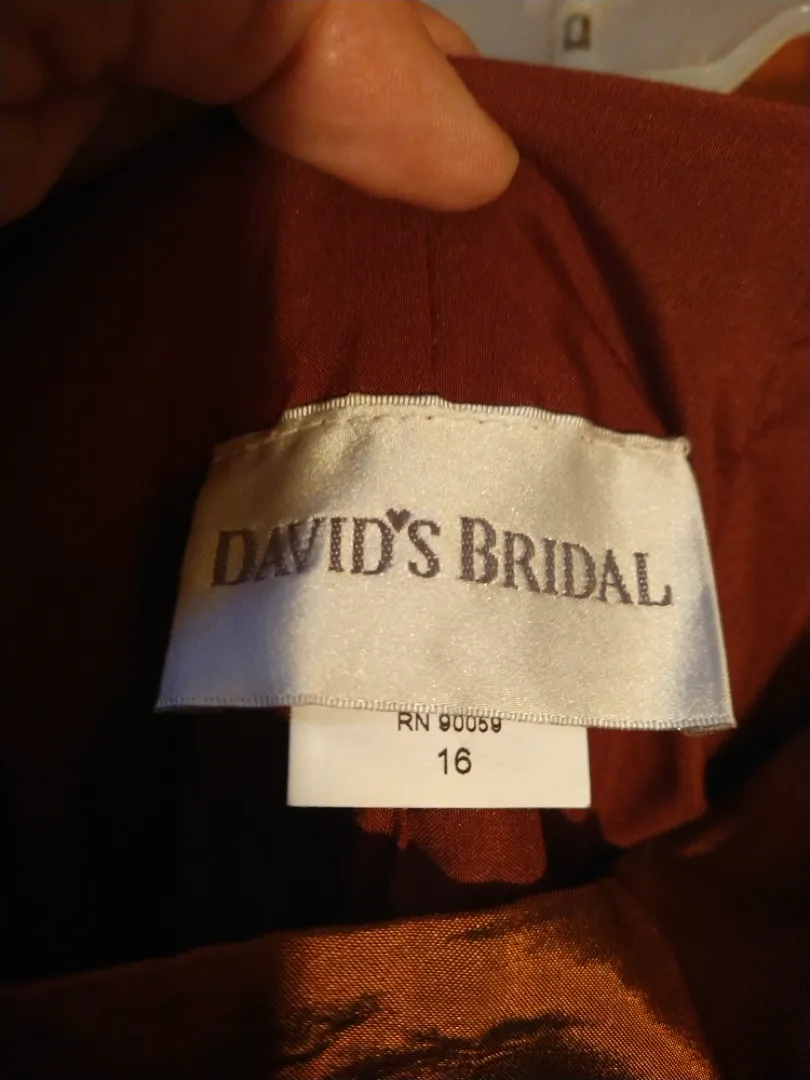 DAVID'S BRIDAL
RN 90059
16